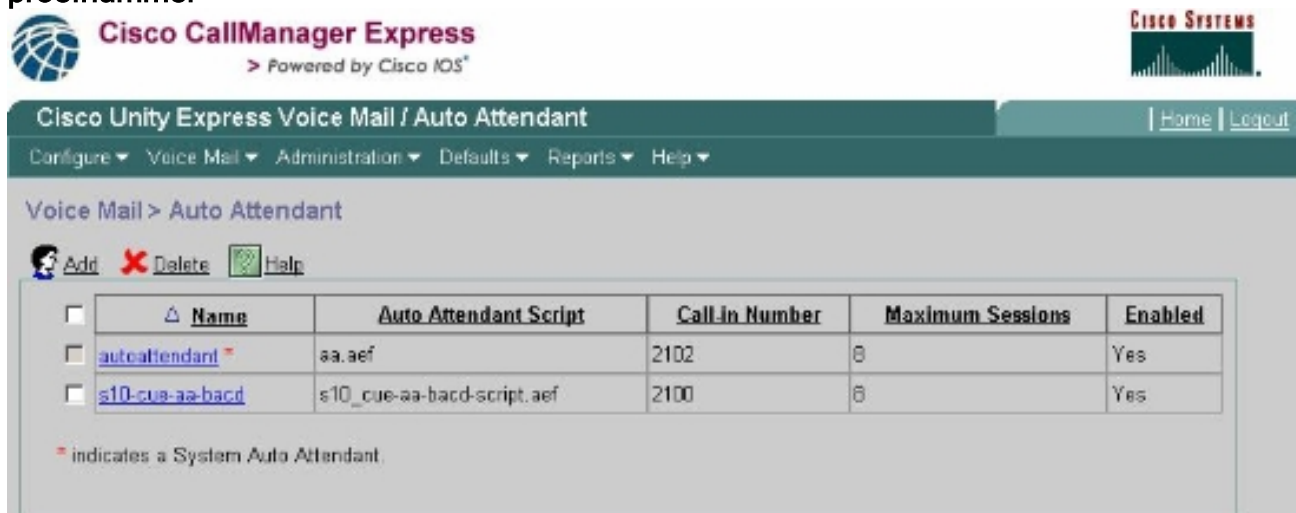 Cisco CallManager Express
> Powered by Cisco IOS®
CISCO SYSTEMS
Cisco Unity Express Voice Mail / Auto Attendant
| Home | Logout
Configure Voice Mail Administration Defaults Reports Help
Voice Mail > Auto Attendant
Add Delete Help
Name Auto Attendant Script Call-in Number Maximum Sessions Enabled
autoattendant * aa.aef 2102 8 Yes
s10-cue-aa-bacd s10_cue-aa-bacd-script.aef 2100 8 Yes
* indicates a System Auto Attendant.